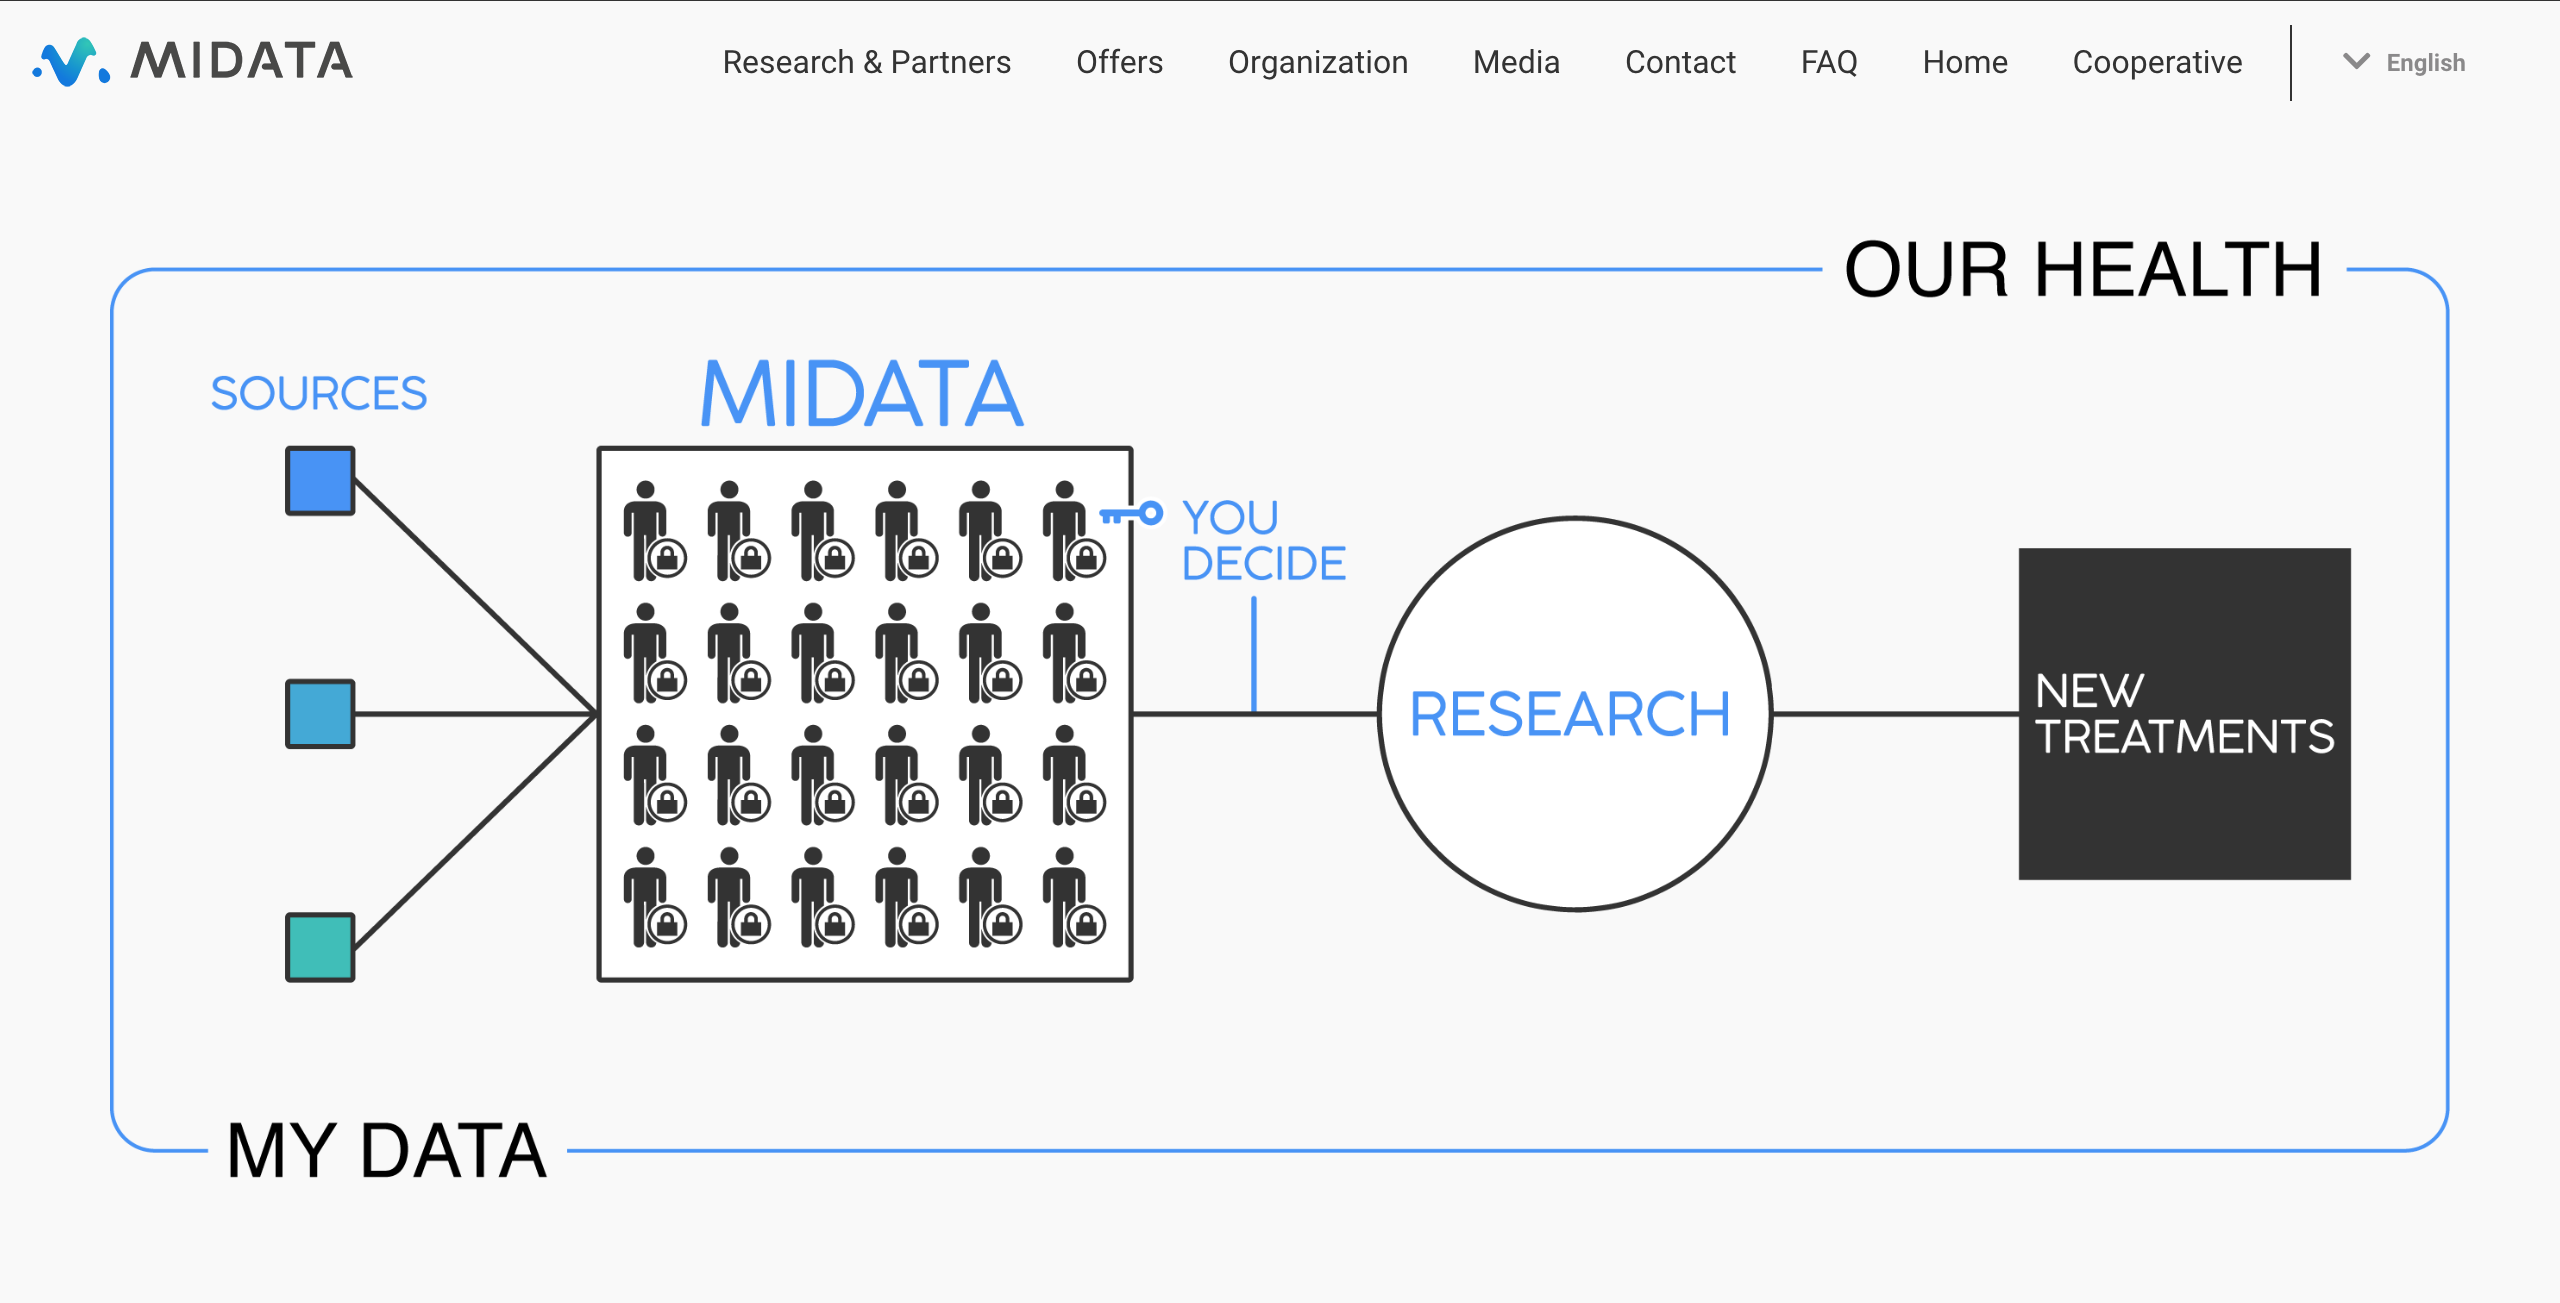 MIDATA
Research & Partners Offers Organization Media Contact FAQ Home Cooperative English
OUR HEALTH
SOURCES
MIDATA
YOU
DECIDE
RESEARCH
NEW
TREATMENTS
MY DATA